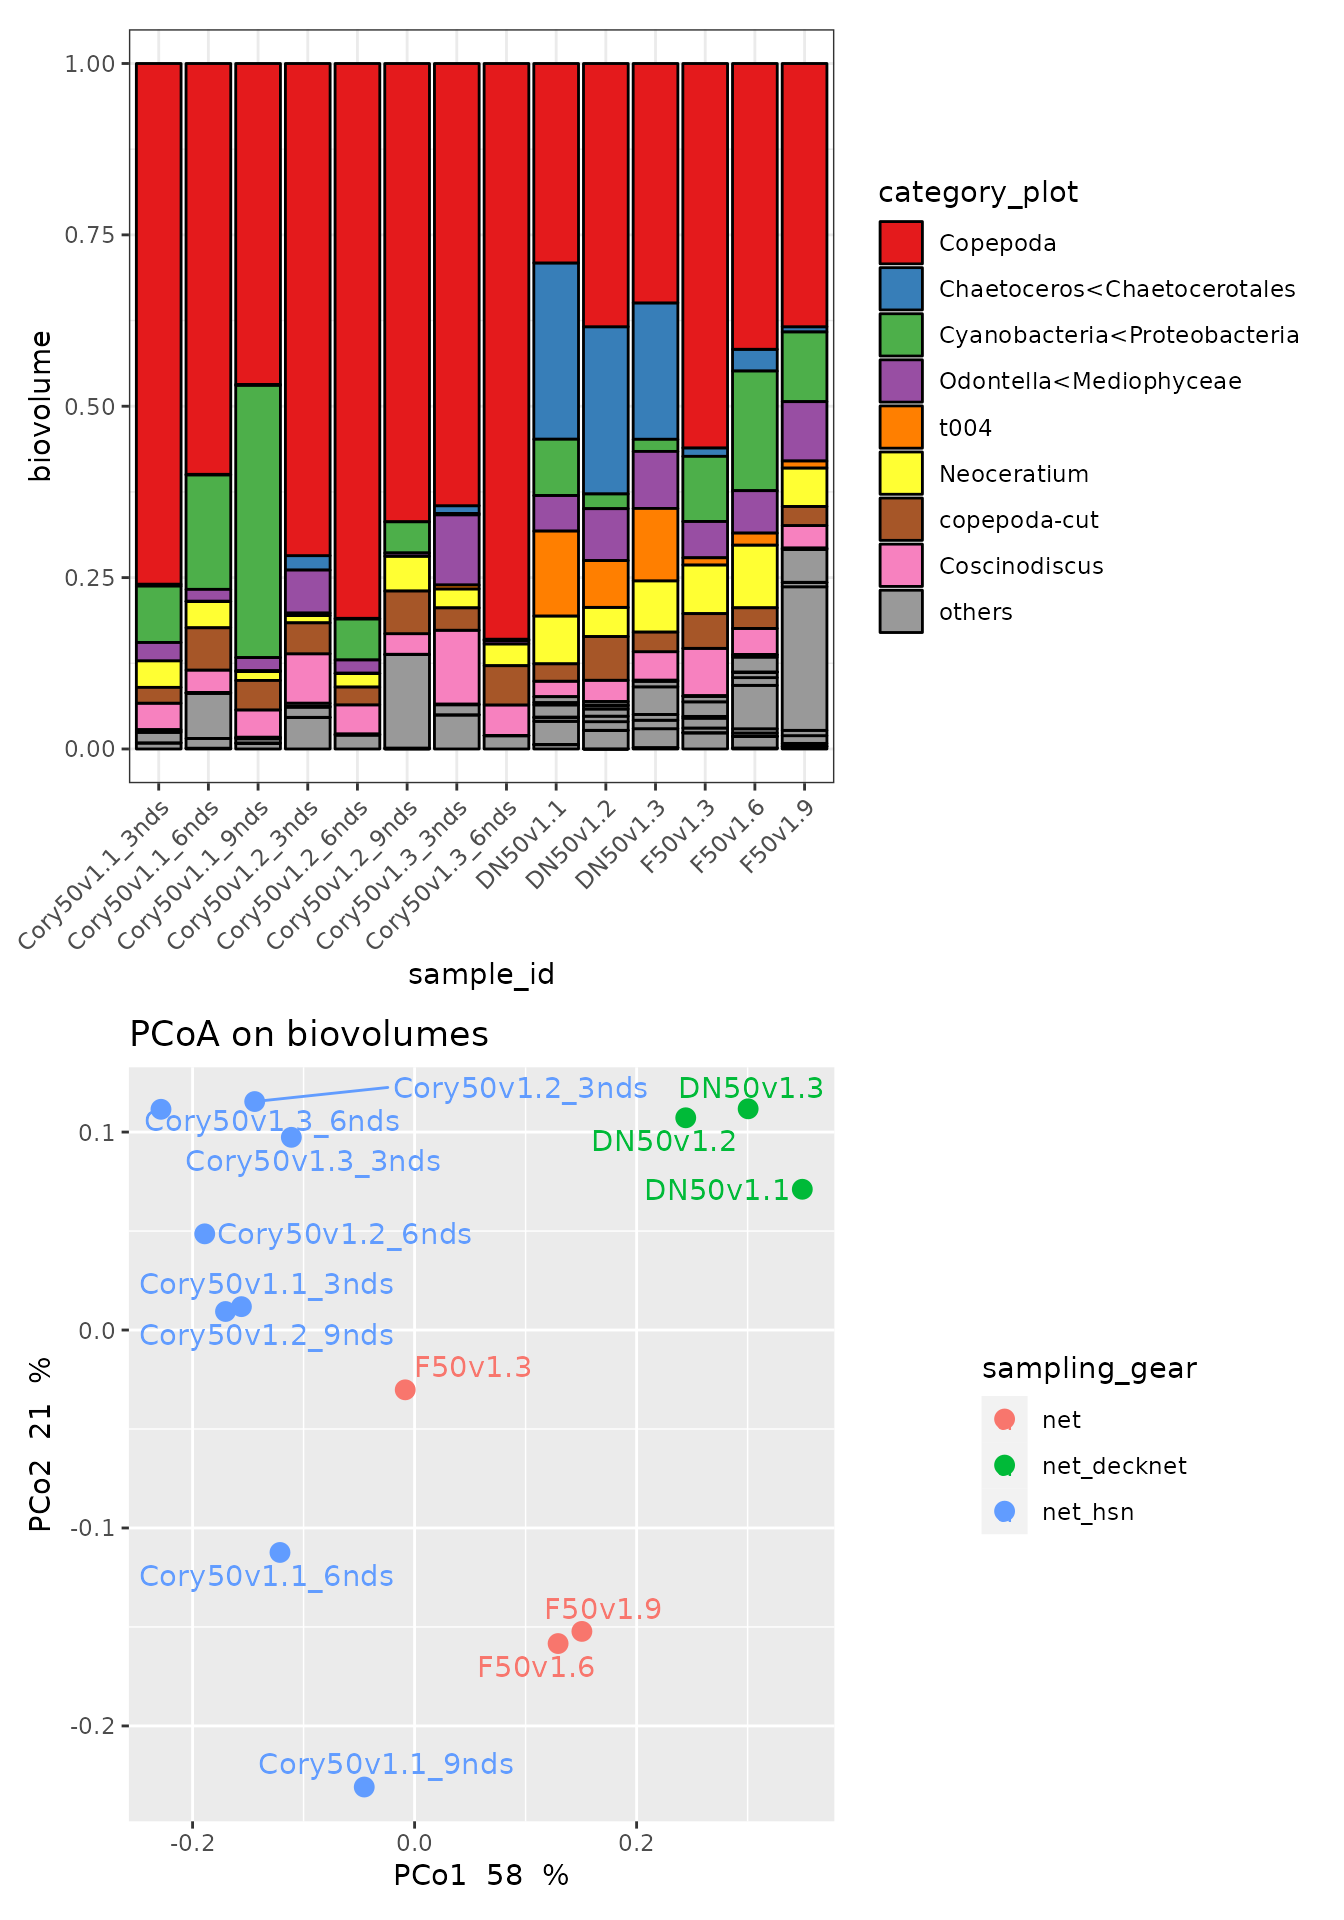 1.00
0.75
0.50
0.25
0.00
biovolume
Cory50v1.1_3nds
Cory50v1.1_6nds
Cory50v1.1_9nds
Cory50v1.2_3nds
Cory50v1.2_6nds
Cory50v1.2_9nds
Cory50v1.3_3nds
Cory50v1.3_6nds
DN50v1.1
DN50v1.2
DN50v1.3
F50v1.3
F50v1.6
F50v1.9
sample_id
category_plot
Copepoda
Chaetoceros<Chaetocerotales
Cyanobacteria<Proteobacteria
Odontella<Mediophyceae
t004
Neoceratium
copepoda-cut
Coscinodiscus
others
PCoA on biovolumes
Cory50v1.2_3nds
DN50v1.3
Cory50v1.3_6nds
DN50v1.2
Cory50v1.3_3nds
DN50v1.1
Cory50v1.2_6nds
Cory50v1.1_3nds
Cory50v1.2_9nds
F50v1.3
Cory50v1.1_6nds
F50v1.9
F50v1.6
Cory50v1.1_9nds
0.1
0.0
-0.1
-0.2
PCo2 21 %
-0.2
0.0
0.2
PCo1 58 %
sampling_gear
net
net_decknet
net_hsn